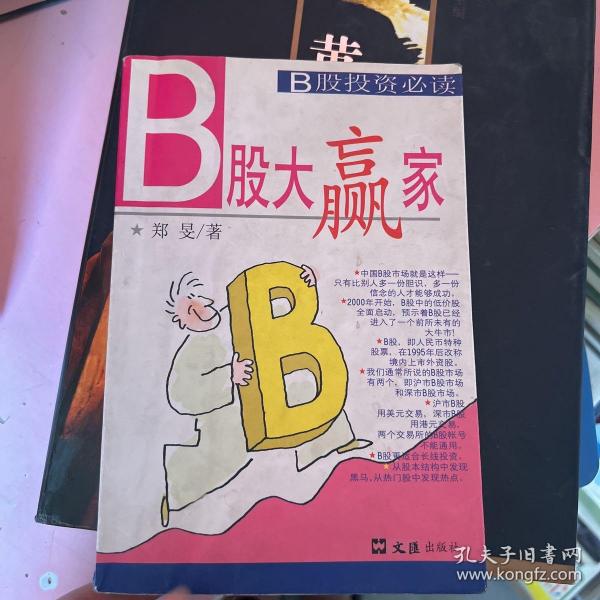 黄
B股投资必读
B股大赢家
★郑 旻/著
B
★中国B股市场就是这样——
只有比别人多一份胆识，多一份
信念的人才能够成功。
★2000年开始，B股中的低价股
全面启动，预示着B股已经
进入了一个前所未有的
大牛市!
★B股，即人民币特种
股票，在1995年后改称
境内上市外资股。
★我们通常所说的B股市场
有两个，即沪市B股市场
和深市B股市场。
★沪市B股
用美元交易，深市B股
用港元交易，
两个交易所的B股帐号
不能通用。
★B股更适合长线投资。
★从股本结构中发现
黑马，从热门股中发现热点。
文汇出版社
孔夫子旧书网
www.kongfz.com